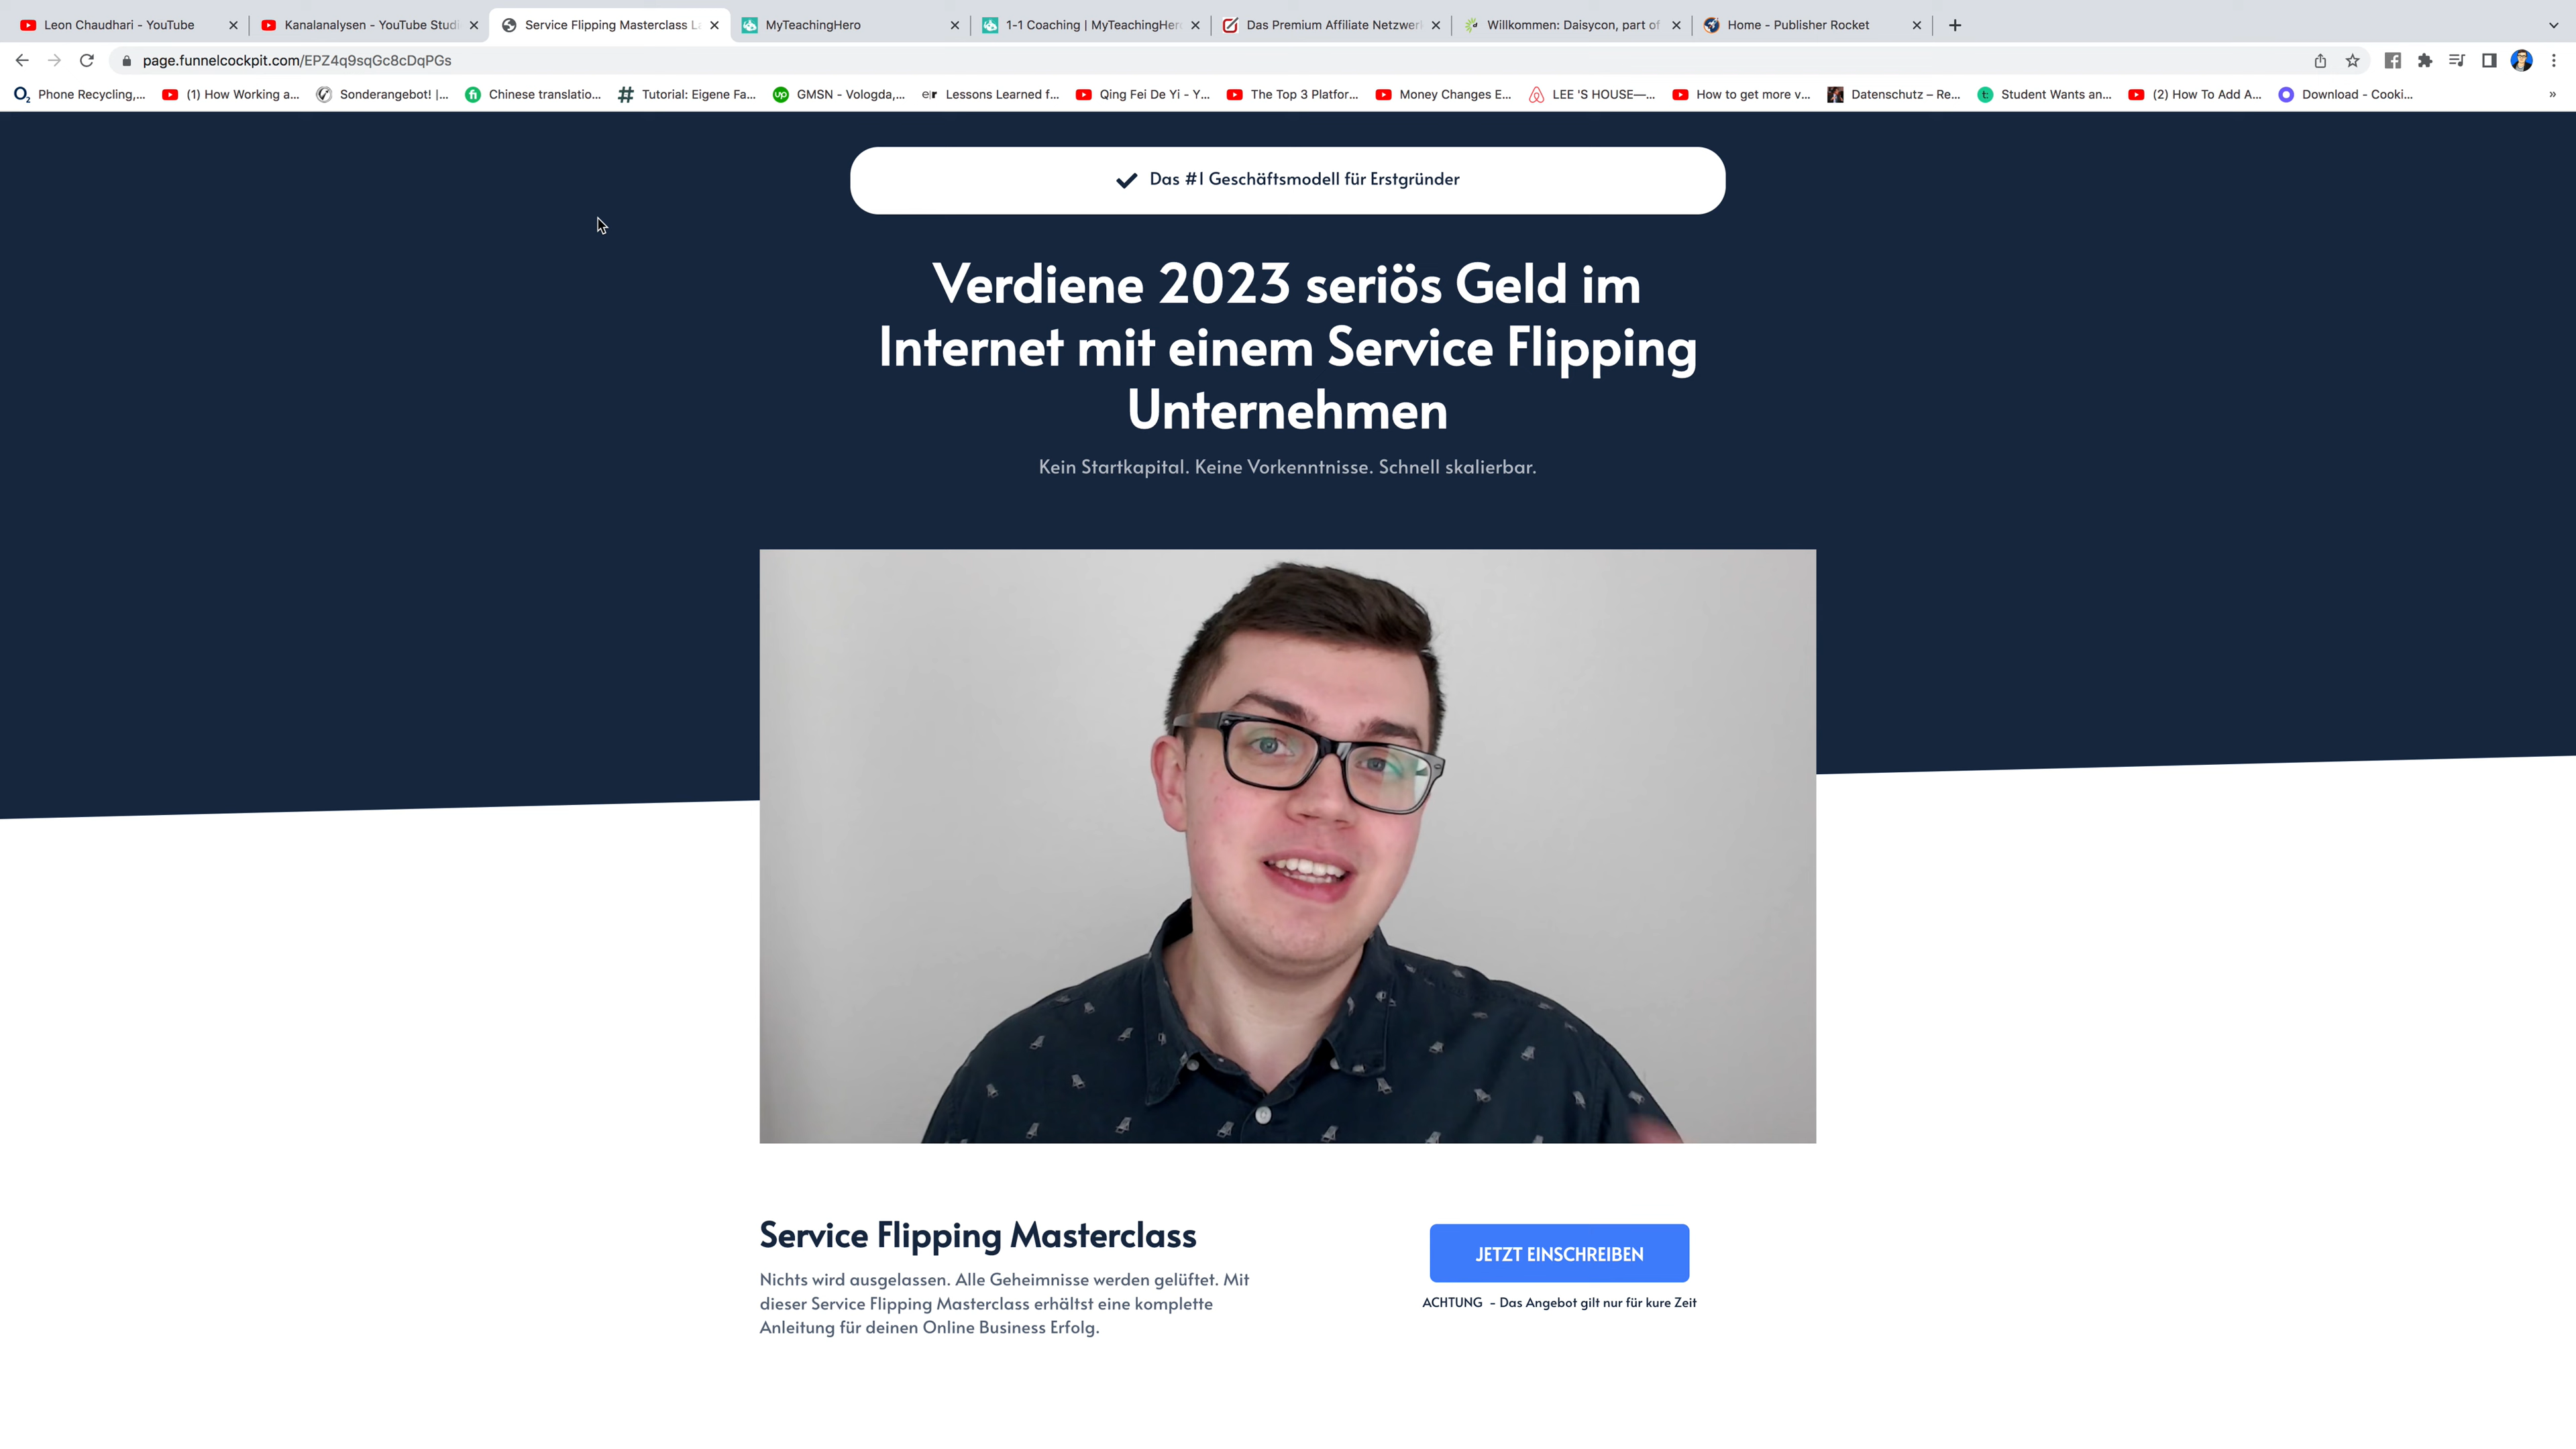 Leon Chaudhari - YouTube
Kanalanalysen - YouTube Studi
Service Flipping Masterclass La
MyTeachingHero
1-1 Coaching | MyTeachingHer
Das Premium Affiliate Netzwer
Willkommen: Daisycon, part of
Home - Publisher Rocket
page.funnelcockpit.com/EPZ4q9sqGc8cDqPGs
Phone Recycling,...
(1) How Working a...
Sonderangebot! |...
Chinese translatio...
Tutorial: Eigene Fa...
GMSN - Vologda,...
Lessons Learned f...
Qing Fei De Yi - Y...
The Top 3 Platfor...
Money Changes E...
LEE 'S HOUSE—...
How to get more v...
Datenschutz – Re...
Student Wants an...
(2) How To Add A...
Download - Cooki...
Das #1 Geschäftsmodell für Erstgründer
Verdiene 2023 seriös Geld im
Internet mit einem Service Flipping
Unternehmen
Kein Startkapital. Keine Vorkenntnisse. Schnell skalierbar.
Service Flipping Masterclass
Nichts wird ausgelassen. Alle Geheimnisse werden gelüftet. Mit
dieser Service Flipping Masterclass erhältst eine komplette
Anleitung für deinen Online Business Erfolg.
JETZT EINSCHREIBEN
ACHTUNG - Das Angebot gilt nur für kure Zeit